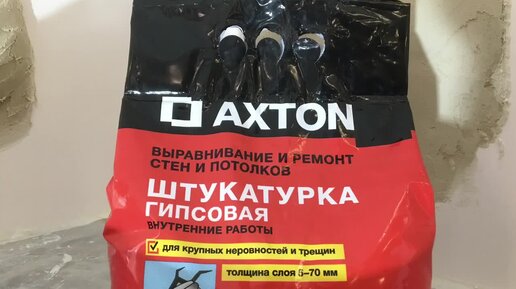 AXTON
ВЫРАВНИВАНИЕ И РЕМОНТ
СТЕН И ПОТОЛКОВ
ШТУКАТУРКА
ГИПСОВАЯ
ВНУТРЕННИЕ РАБОТЫ
для крупных неровностей и трещин
толщина слоя 5–70 мм